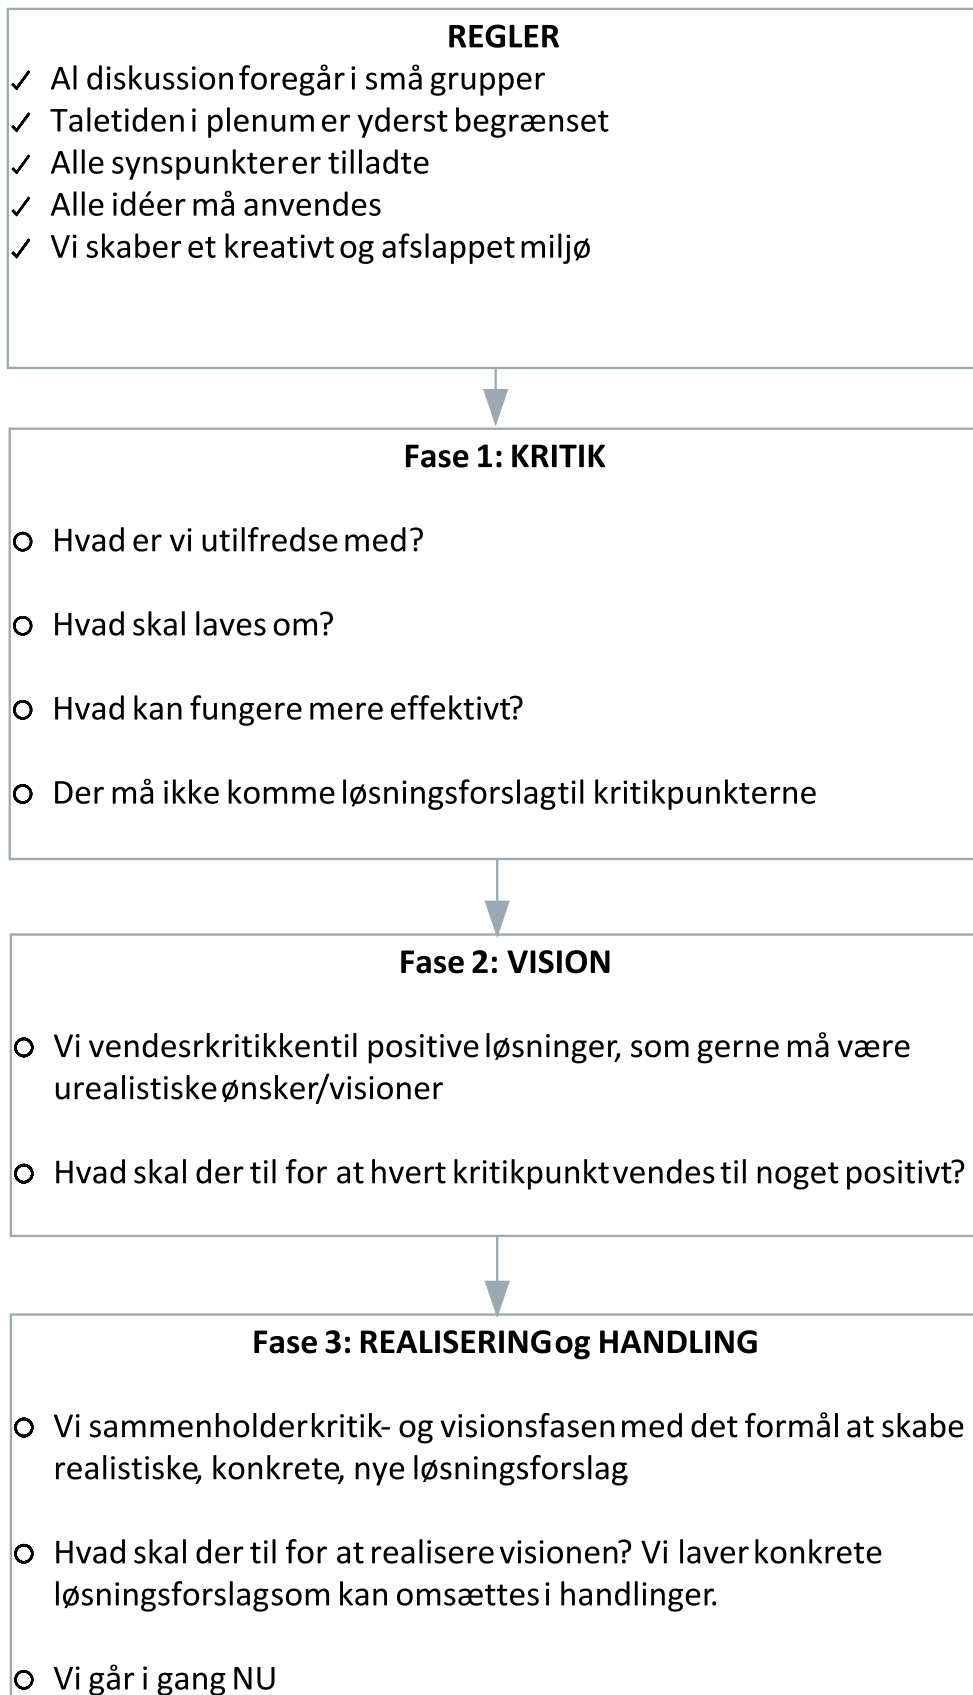 REGLER
✓ Al diskussion foregår i små grupper
✓ Taletiden i plenum er yderst begrænset
✓ Alle synspunkter er tilladte
✓ Alle idéer må anvendes
✓ Vi skaber et kreativt og afslappet miljø
Fase 1: KRITIK
○ Hvad er vi utilfredse med?
○ Hvad skal laves om?
○ Hvad kan fungere mere effektivt?
○ Der må ikke komme løsningsforslag til kritikpunkterne
Fase 2: VISION
○ Vi vendesr kritikken til positive løsninger, som gerne må være
urealistiske ønsker/visioner
○ Hvad skal der til for at hvert kritikpunkt vendes til noget positivt?
Fase 3: REALISERING og HANDLING
○ Vi sammenholder kritik- og visionsfasen med det formål at skabe
realistiske, konkrete, nye løsningsforslag
○ Hvad skal der til for at realisere visionen? Vi laver konkrete
løsningsforslag som kan omsættes i handlinger.
○ Vi går i gang NU